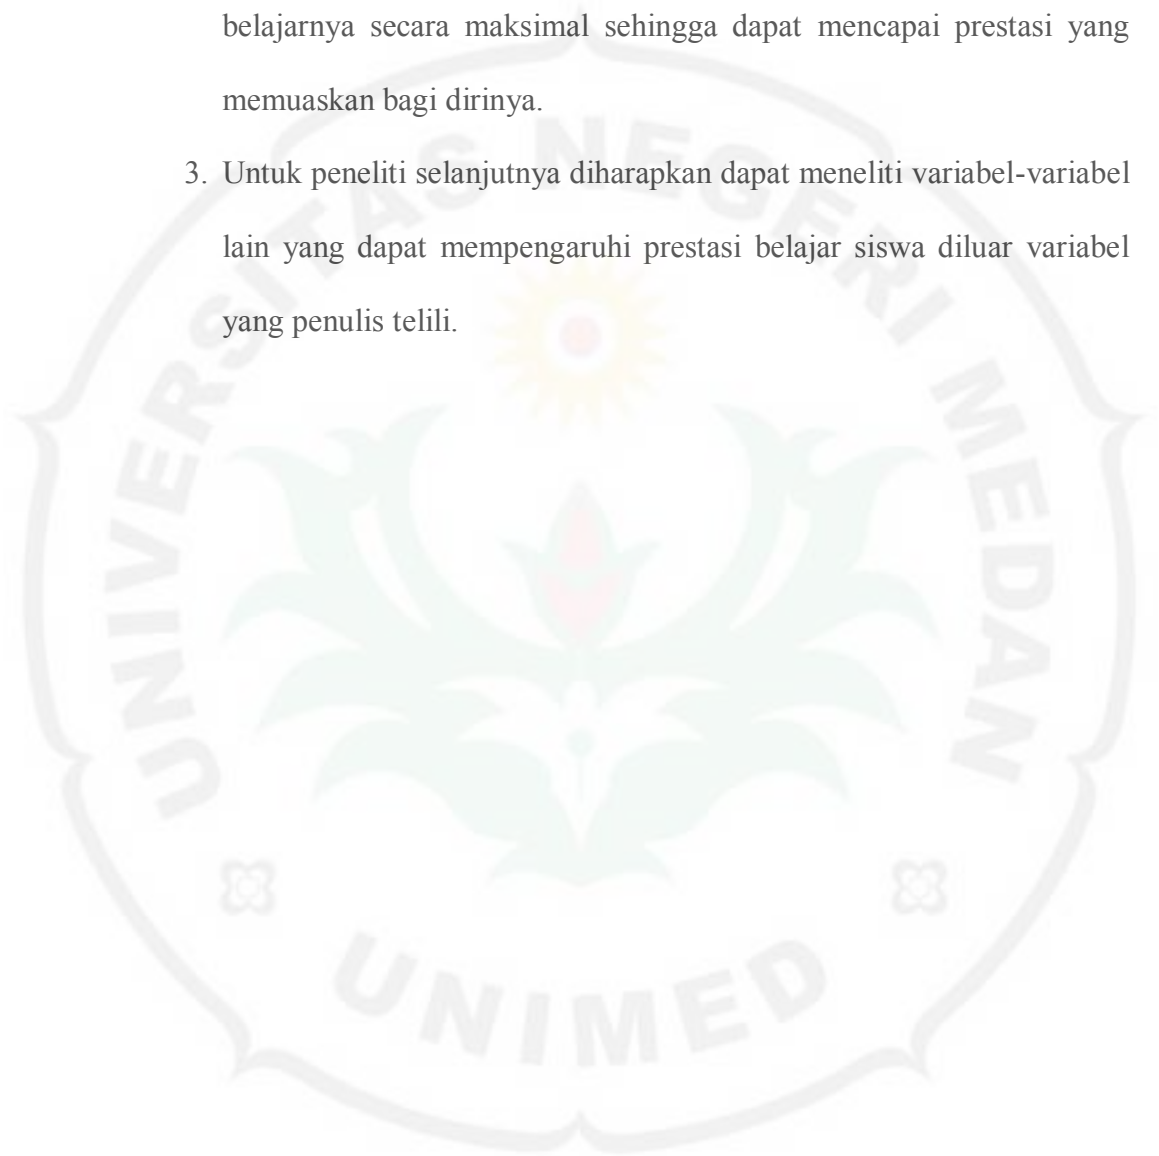 belajarnya secara maksimal sehingga dapat mencapai prestasi yang
memuaskan bagi dirinya.
3. Untuk peneliti selanjutnya diharapkan dapat meneliti variabel-variabel
lain yang dapat mempengaruhi prestasi belajar siswa diluar variabel
yang penulis telili.
UNIVERSITAS NEGERI MEDAN
UNIMED